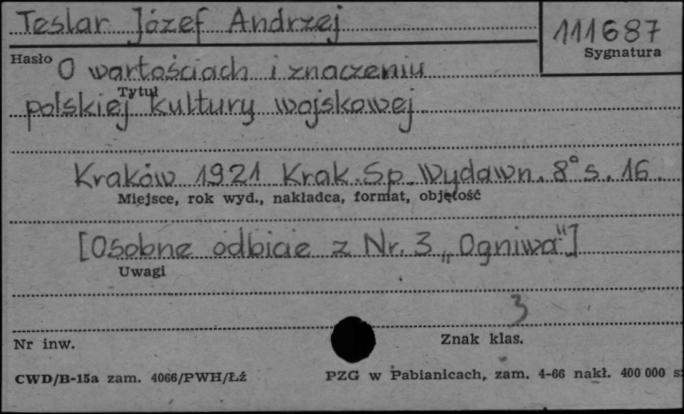 Teslar Józef Andrzej
111687
Hasło
Sygnatura
O wartościach i znaczeniu
Tytuł
polskiej kultury wojskowej
Kraków 1921 Krak. Sp. Wydawn. 8° s. 16.
Miejsce, rok wyd., nakładca, format, objętość
[Osobne odbicie z Nr. 3 „Ogniwa"]
Uwagi
3
Nr inw.
Znak klas.
CWD/B-15a zam. 4066/PWH/Łź
PZG w Pabianicach, zam. 4-66 nakł. 400 000 s